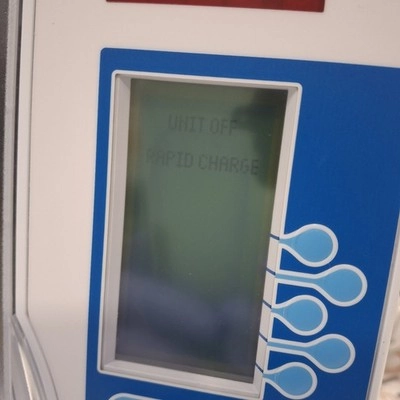 UNIT OFF
RAPID CHARGE